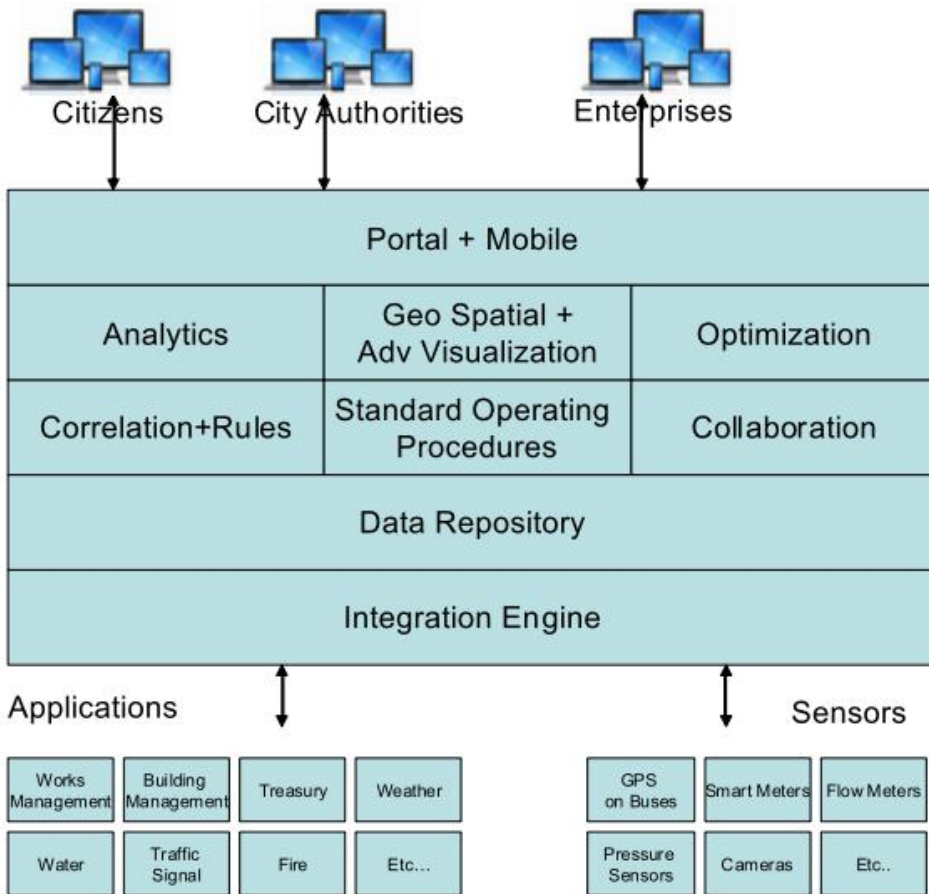 Citizens
City Authorities
Enterprises
Portal + Mobile
Analytics
Geo Spatial +
Adv Visualization
Optimization
Correlation+Rules
Standard Operating
Procedures
Collaboration
Data Repository
Integration Engine
Applications
Sensors
Works
Management
Building
Management
Treasury
Weather
GPS
on Buses
Smart Meters
Flow Meters
Water
Traffic
Signal
Fire
Etc...
Pressure
Sensors
Cameras
Etc..